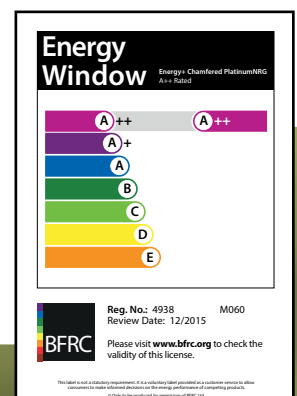 Energy
Window
Energy+ Chamfered PlatinumNRG
A++ Rated
A++ A++
A+
A
B
C
D
E
Reg. No.: 4938 M060
Review Date: 12/2015
BFRC
Please visit www.bfrc.org to check the
validity of this license.
This label is not a statutory requirement. It is a voluntary label provided as a customer service to allow
consumers to make informed decisions on the energy performance of competing products.